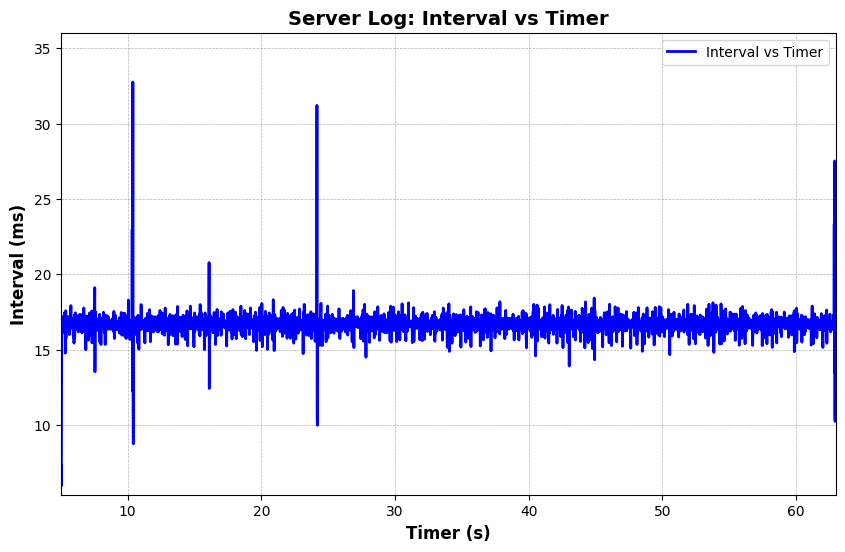 Server Log: Interval vs Timer
Interval vs Timer
35
30
25
20
15
10
Interval (ms)
10 20 30 40 50 60
Timer (s)